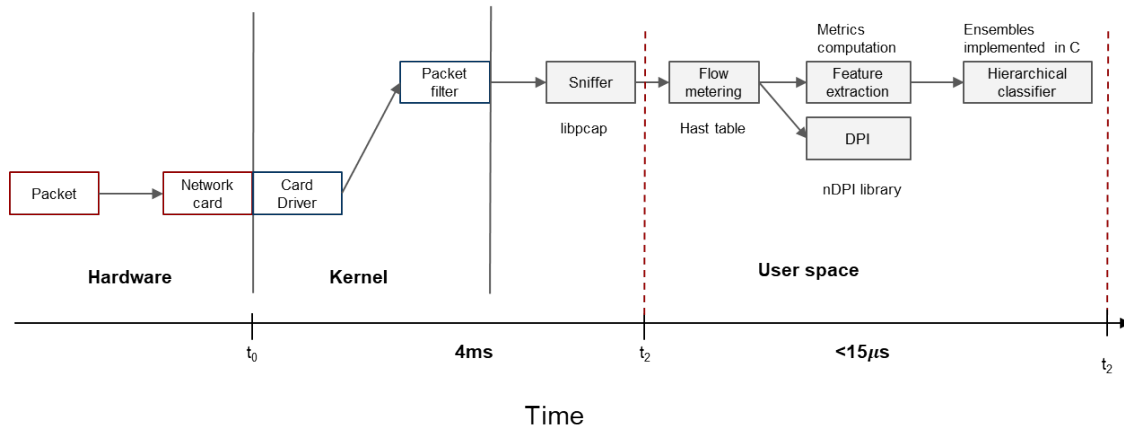 Metrics
computation
Ensembles
implemented in C
Packet
filter
Sniffer
Flow
metering
Feature
extraction
Hierarchical
classifier
libpcap
Hast table
DPI
nDPI library
Packet
Network
card
Card
Driver
Hardware
Kernel
User space
t0
4ms
t2
<15μs
t2
Time